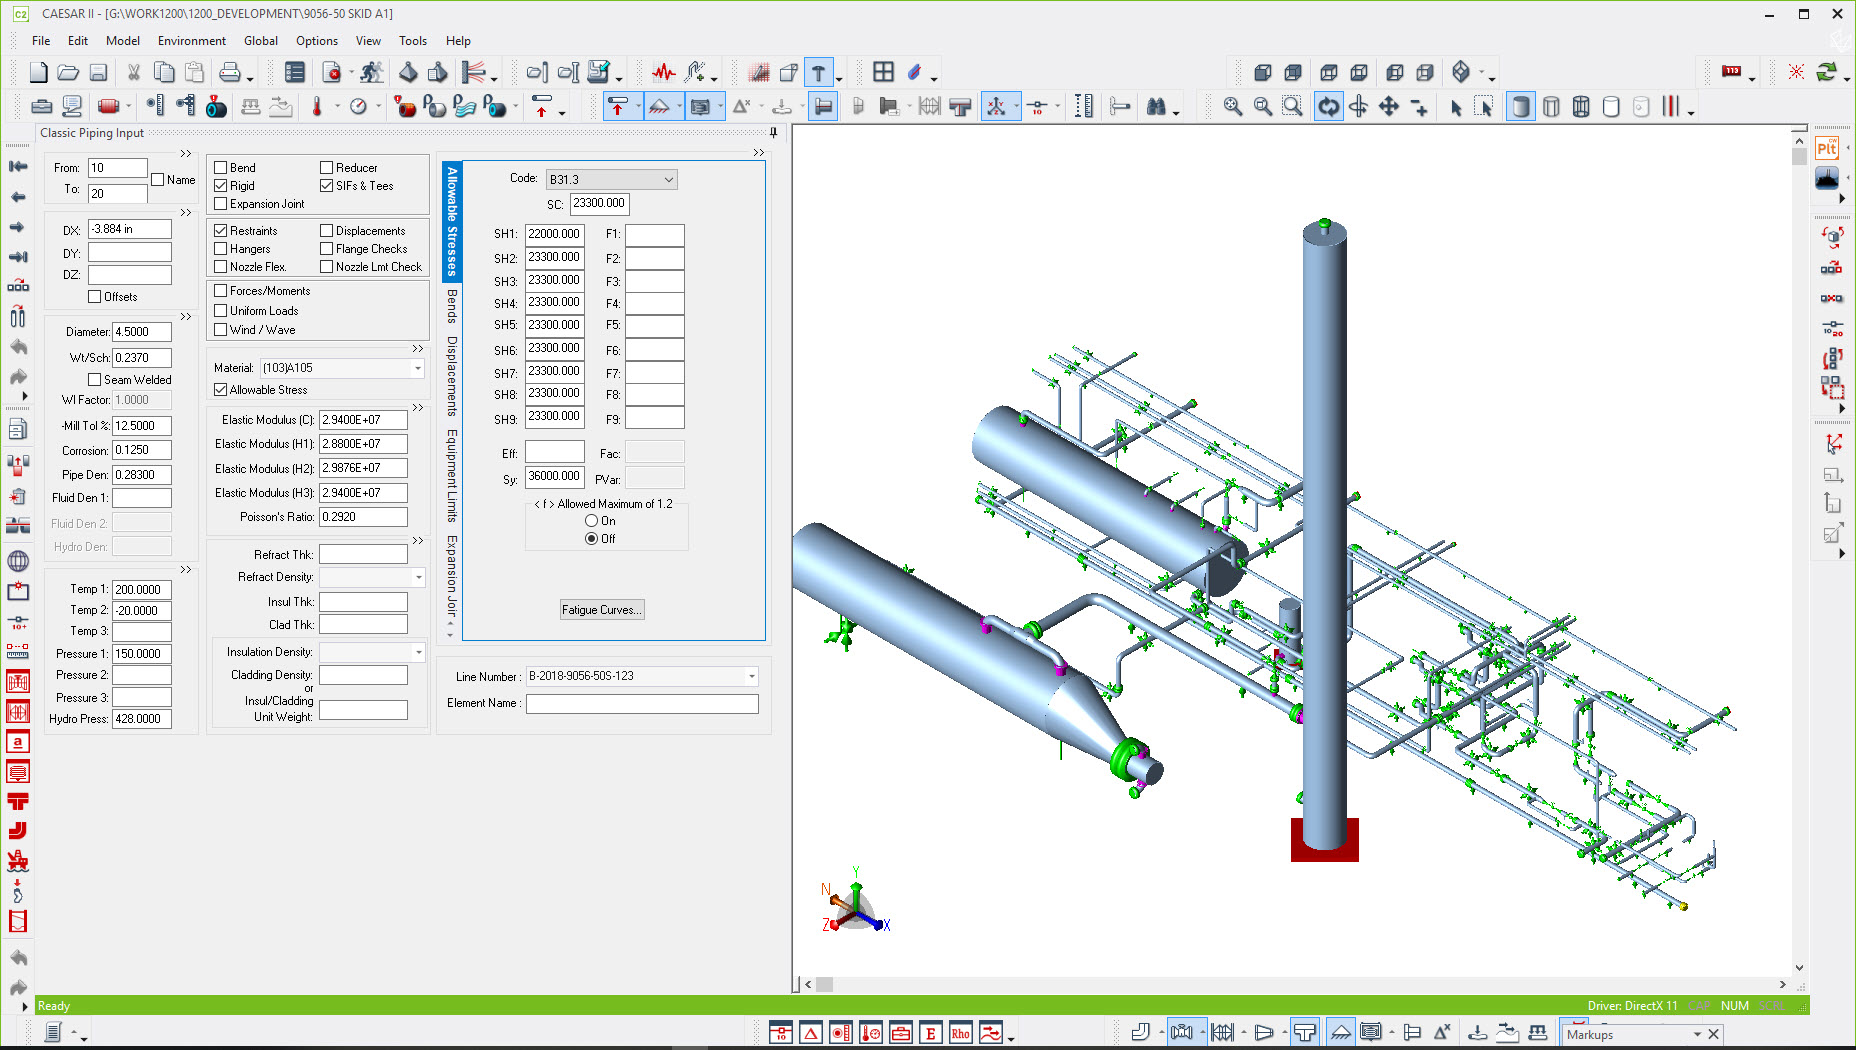 CAESAR II - [G:\WORK1200\1200_DEVELOPMENT\9056-50 SKID A1]
File Edit Model Environment Global Options View Tools Help
Classic Piping Input
From: 10
To: 20
Name
DX: -3.884 in
DY:
DZ:
Offsets
Diameter: 4.5000
Wt/Sch: 0.2370
Seam Welded
Wl Factor: 1.0000
-Mill Tol %: 12.5000
Corrosion: 0.1250
Pipe Den: 0.28300
Fluid Den 1:
Fluid Den 2:
Hydro Den:
Temp 1: 200.0000
Temp 2: -20.0000
Temp 3:
Pressure 1: 150.0000
Pressure 2:
Pressure 3:
Hydro Press: 428.0000
Bend Reducer
Rigid SIFs & Tees
Expansion Joint
Restraints Displacements
Hangers Flange Checks
Nozzle Flex. Nozzle Lmt Check
Forces/Moments
Uniform Loads
Wind / Wave
Material: (103)A105
Allowable Stress
Elastic Modulus (C): 2.9400E+07
Elastic Modulus (H1): 2.8800E+07
Elastic Modulus (H2): 2.9876E+07
Elastic Modulus (H3): 2.9400E+07
Poisson's Ratio: 0.2920
Refract Thk:
Refract Density:
Insul Thk:
Clad Thk:
Insulation Density:
Cladding Density:
or
Insul/Cladding
Unit Weight:
Allowable Stresses
Bends
Displacements
Equipment Limits
Expansion Joir
Code: B31.3
SC: 23300.000
SH1: 22000.000 F1:
SH2: 23300.000 F2:
SH3: 23300.000 F3:
SH4: 23300.000 F4:
SH5: 23300.000 F5:
SH6: 23300.000 F6:
SH7: 23300.000 F7:
SH8: 23300.000 F8:
SH9: 23300.000 F9:
Eff: Fac:
Sy: 36000.000 PVar:
< f > Allowed Maximum of 1.2
On
Off
Fatigue Curves...
Line Number : B-2018-9056-50S-123
Element Name :
Y
N
Z
X
Plt
Ready
Driver: DirectX 11 CAP NUM SCRL
E
Rho
Markups